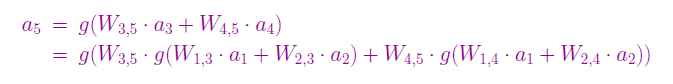 a₅ = g(W₃,₅ · a₃ + W₄,₅ · a₄)
= g(W₃,₅ · g(W₁,₃ · a₁ + W₂,₃ · a₂) + W₄,₅ · g(W₁,₄ · a₁ + W₂,₄ · a₂))